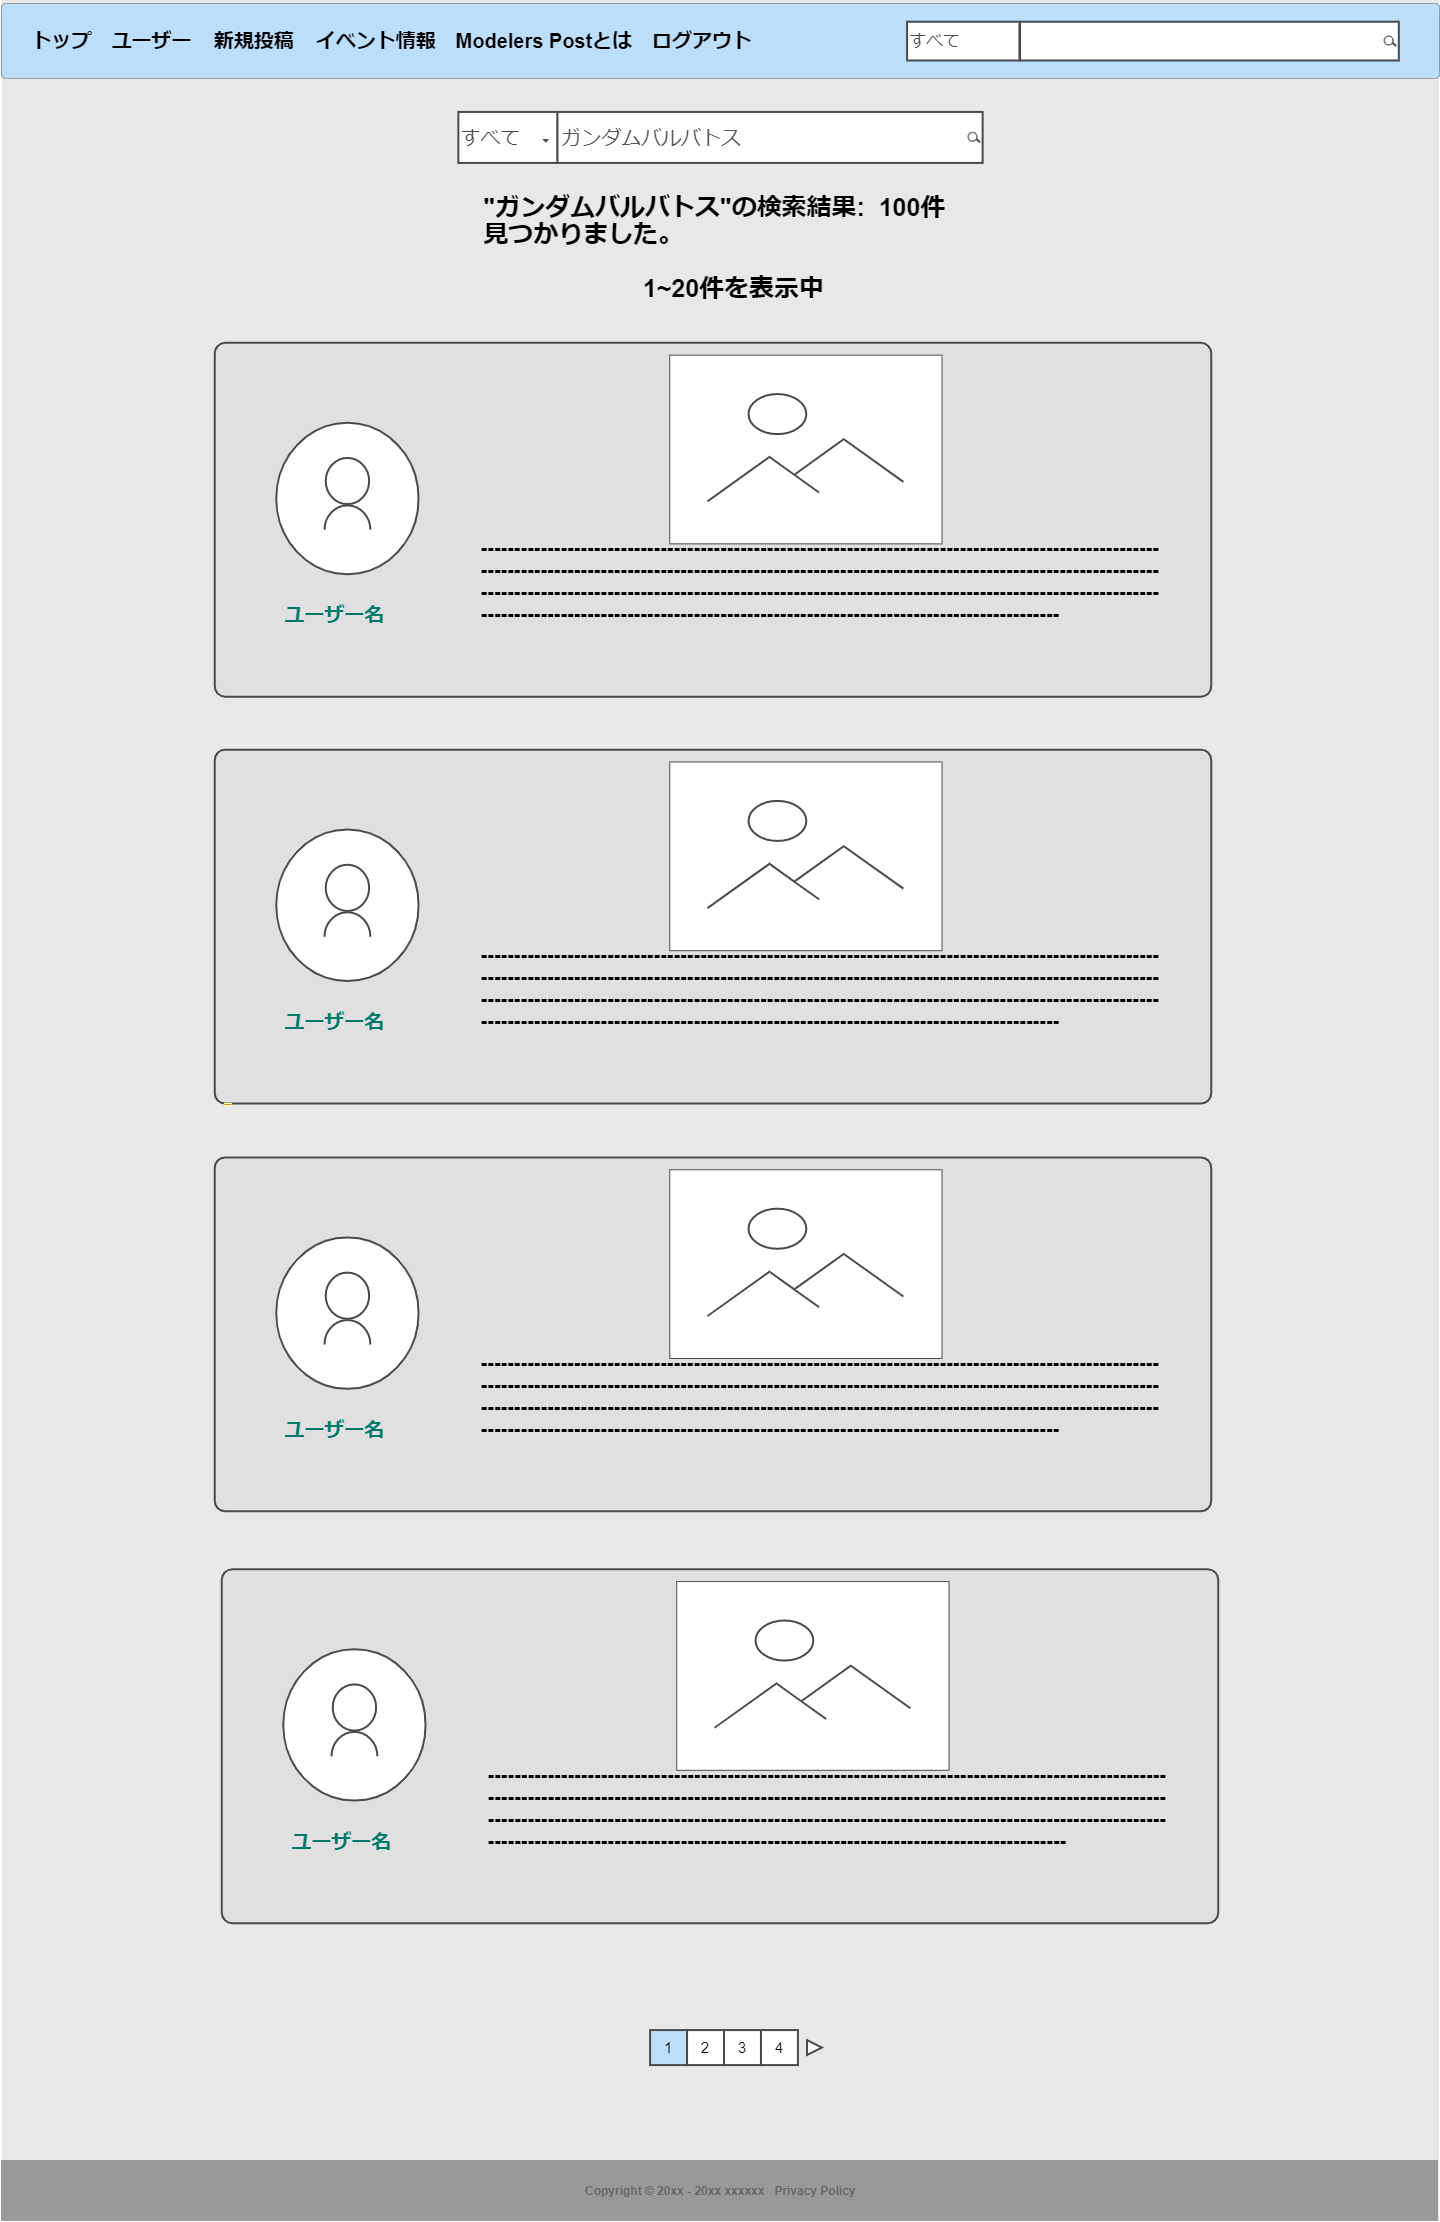 トップ ユーザー 新規投稿 イベント情報 Modelers Postとは ログアウト すべて
すべて ガンダムバルバトス
"ガンダムバルバトス"の検索結果: 100件
見つかりました。
1~20件を表示中
ユーザー名
ユーザー名
ユーザー名
ユーザー名
1 2 3 4
Copyright © 20xx - 20xx xxxxxx Privacy Policy